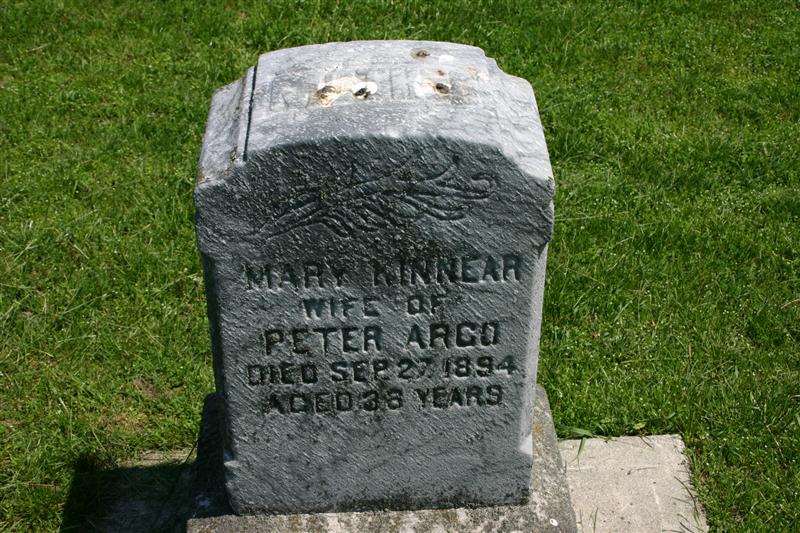 MARY KINNEAR
WIFE OF
PETER ARGO
DIED SEP. 27. 1894
AGED 38 YEARS